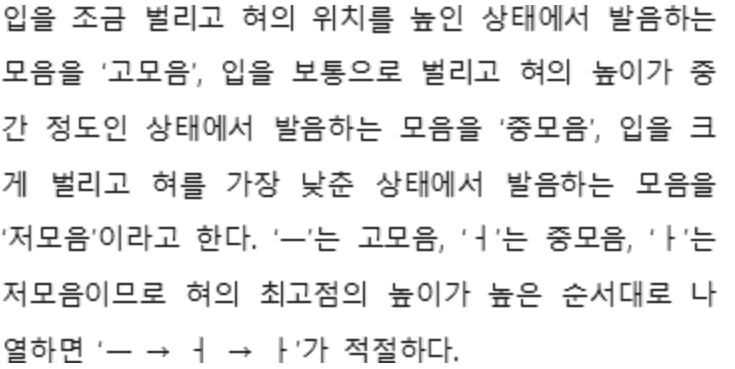 입을 조금 벌리고 혀의 위치를 높인 상태에서 발음하는
모음을 ‘고모음’, 입을 보통으로 벌리고 혀의 높이가 중
간 정도인 상태에서 발음하는 모음을 ‘중모음’, 입을 크
게 벌리고 혀를 가장 낮춘 상태에서 발음하는 모음을
‘저모음’이라고 한다. ‘ㅡ’는 고모음, ‘ㅓ’는 중모음, ‘ㅏ’는
저모음이므로 혀의 최고점의 높이가 높은 순서대로 나
열하면 ‘ㅡ → ㅓ → ㅏ’가 적절하다.